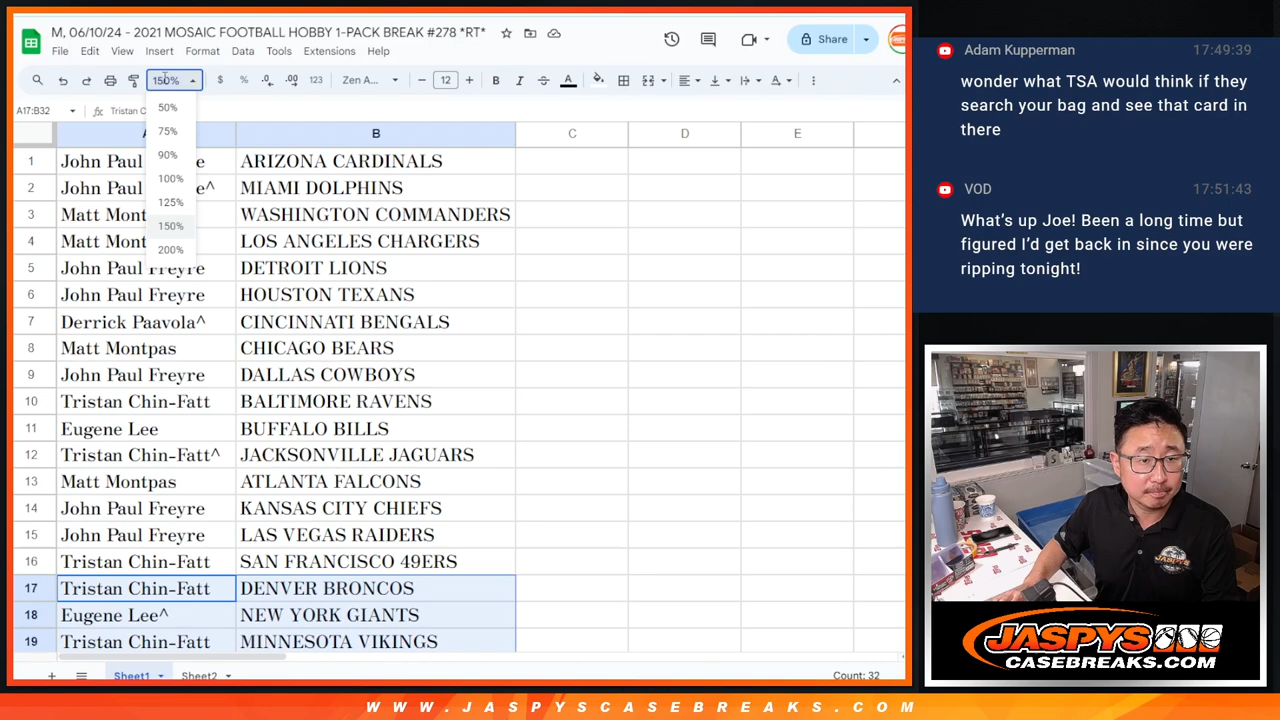 M, 06/10/24 - 2021 MOSAIC FOOTBALL HOBBY 1-PACK BREAK #278 *RT*
File Edit View Insert Format Data Tools Extensions Help
Share
150% $ % .0 .00 123 Zen A... − 12 + B I A
A17:B32 fx Tristan C
50%
75%
90%
100%
125%
150%
200%
A B C D E
1 John Paul e ARIZONA CARDINALS
2 John Paul e^ MIAMI DOLPHINS
3 Matt Mont WASHINGTON COMMANDERS
4 Matt Mont LOS ANGELES CHARGERS
5 John Paul Freyre DETROIT LIONS
6 John Paul Freyre HOUSTON TEXANS
7 Derrick Paavola^ CINCINNATI BENGALS
8 Matt Montpas CHICAGO BEARS
9 John Paul Freyre DALLAS COWBOYS
10 Tristan Chin-Fatt BALTIMORE RAVENS
11 Eugene Lee BUFFALO BILLS
12 Tristan Chin-Fatt^ JACKSONVILLE JAGUARS
13 Matt Montpas ATLANTA FALCONS
14 John Paul Freyre KANSAS CITY CHIEFS
15 John Paul Freyre LAS VEGAS RAIDERS
16 Tristan Chin-Fatt SAN FRANCISCO 49ERS
17 Tristan Chin-Fatt DENVER BRONCOS
18 Eugene Lee^ NEW YORK GIANTS
19 Tristan Chin-Fatt MINNESOTA VIKINGS
+ Sheet1 Sheet2 Count: 32
Adam Kupperman 17:49:39
wonder what TSA would think if they
search your bag and see that card in
there
VOD 17:51:43
What's up Joe! Been a long time but
figured I'd get back in since you were
ripping tonight!
JASPYS
CASEBREAKS.COM
WWW.JASPYSCASEBREAKS.COM